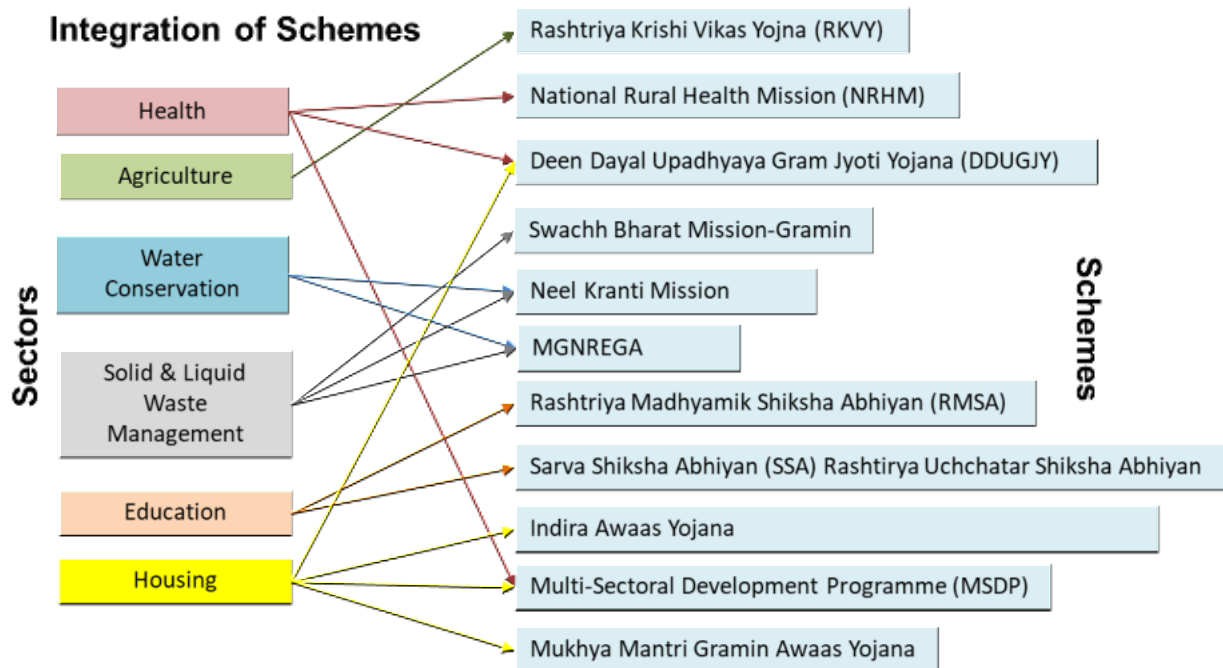 Integration of Schemes
Sectors
Health
Agriculture
Water
Conservation
Solid & Liquid
Waste
Management
Education
Housing
Rashtriya Krishi Vikas Yojna (RKVY)
National Rural Health Mission (NRHM)
Deen Dayal Upadhyaya Gram Jyoti Yojana (DDUGJY)
Swachh Bharat Mission-Gramin
Neel Kranti Mission
MGNREGA
Rashtriya Madhyamik Shiksha Abhiyan (RMSA)
Sarva Shiksha Abhiyan (SSA) Rashtirya Uchchatar Shiksha Abhiyan
Indira Awaas Yojana
Multi-Sectoral Development Programme (MSDP)
Mukhya Mantri Gramin Awaas Yojana
Schemes